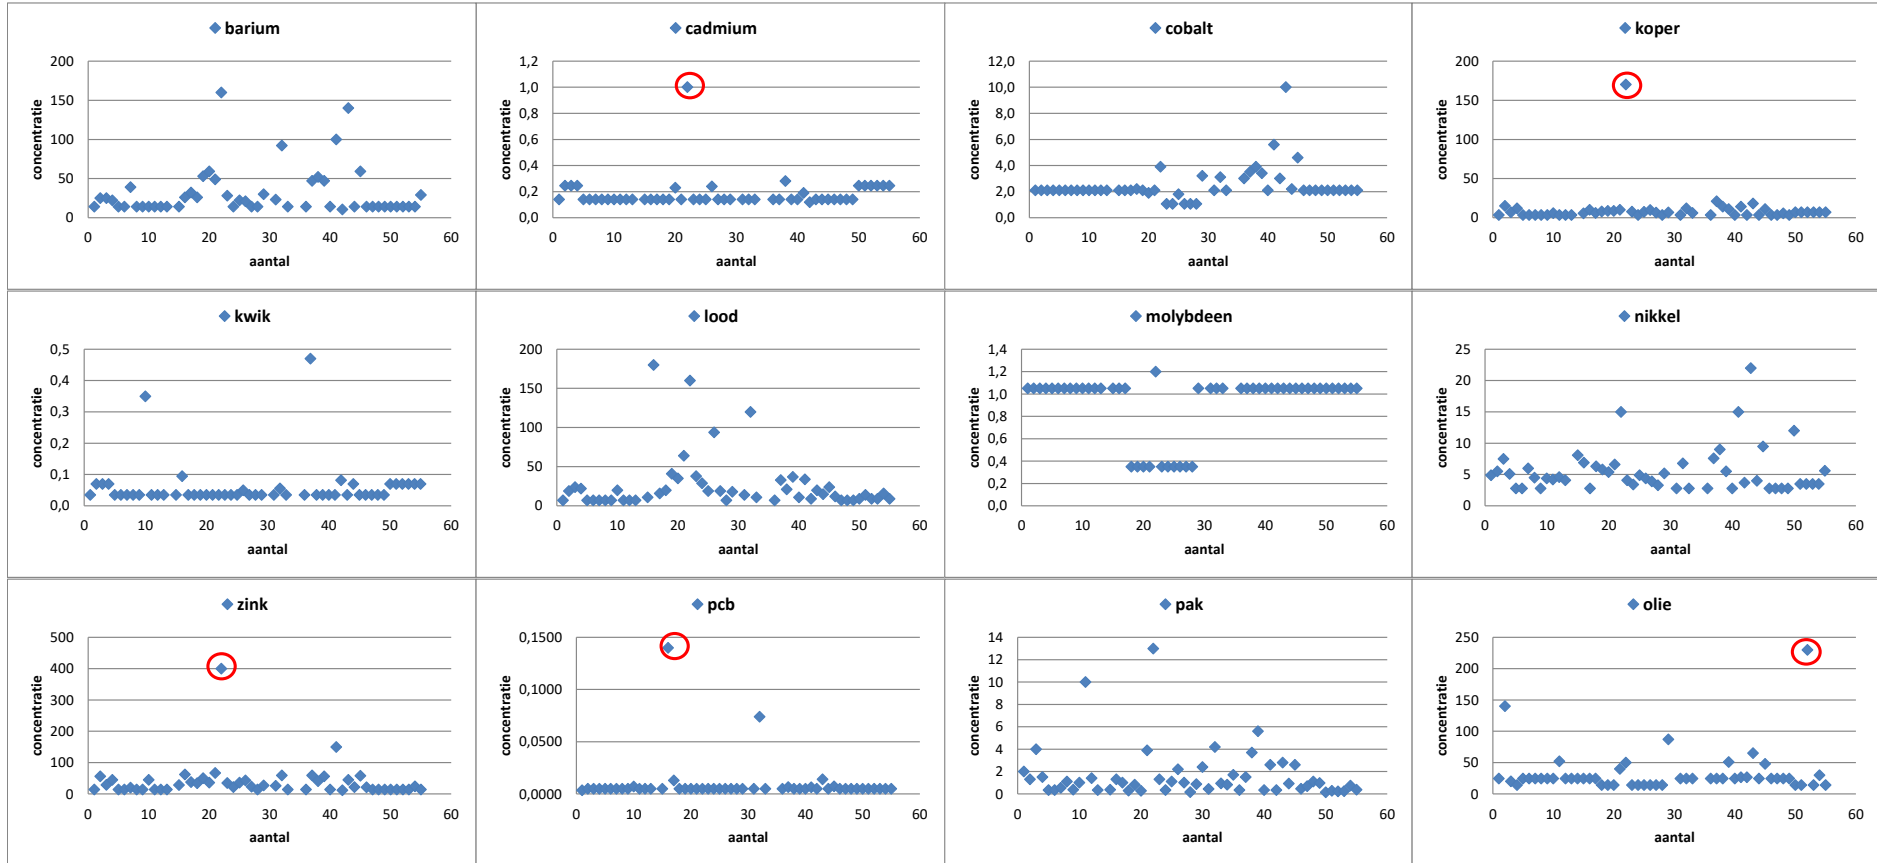 barium
concentratie
200
150
100
50
0
0 10 20 30 40 50 60
aantal
cadmium
concentratie
1,2
1,0
0,8
0,6
0,4
0,2
0,0
0 10 20 30 40 50 60
aantal
cobalt
concentratie
12,0
10,0
8,0
6,0
4,0
2,0
0,0
0 10 20 30 40 50 60
aantal
koper
concentratie
200
150
100
50
0
0 10 20 30 40 50 60
aantal
kwik
concentratie
0,5
0,4
0,3
0,2
0,1
0,0
0 10 20 30 40 50 60
aantal
lood
concentratie
200
150
100
50
0
0 10 20 30 40 50 60
aantal
molybdeen
concentratie
1,4
1,2
1,0
0,8
0,6
0,4
0,2
0,0
0 10 20 30 40 50 60
aantal
nikkel
concentratie
25
20
15
10
5
0
0 10 20 30 40 50 60
aantal
zink
concentratie
500
400
300
200
100
0
0 10 20 30 40 50 60
aantal
pcb
concentratie
0,1500
0,1000
0,0500
0,0000
0 10 20 30 40 50 60
aantal
pak
concentratie
14
12
10
8
6
4
2
0
0 10 20 30 40 50 60
aantal
olie
concentratie
250
200
150
100
50
0
0 10 20 30 40 50 60
aantal